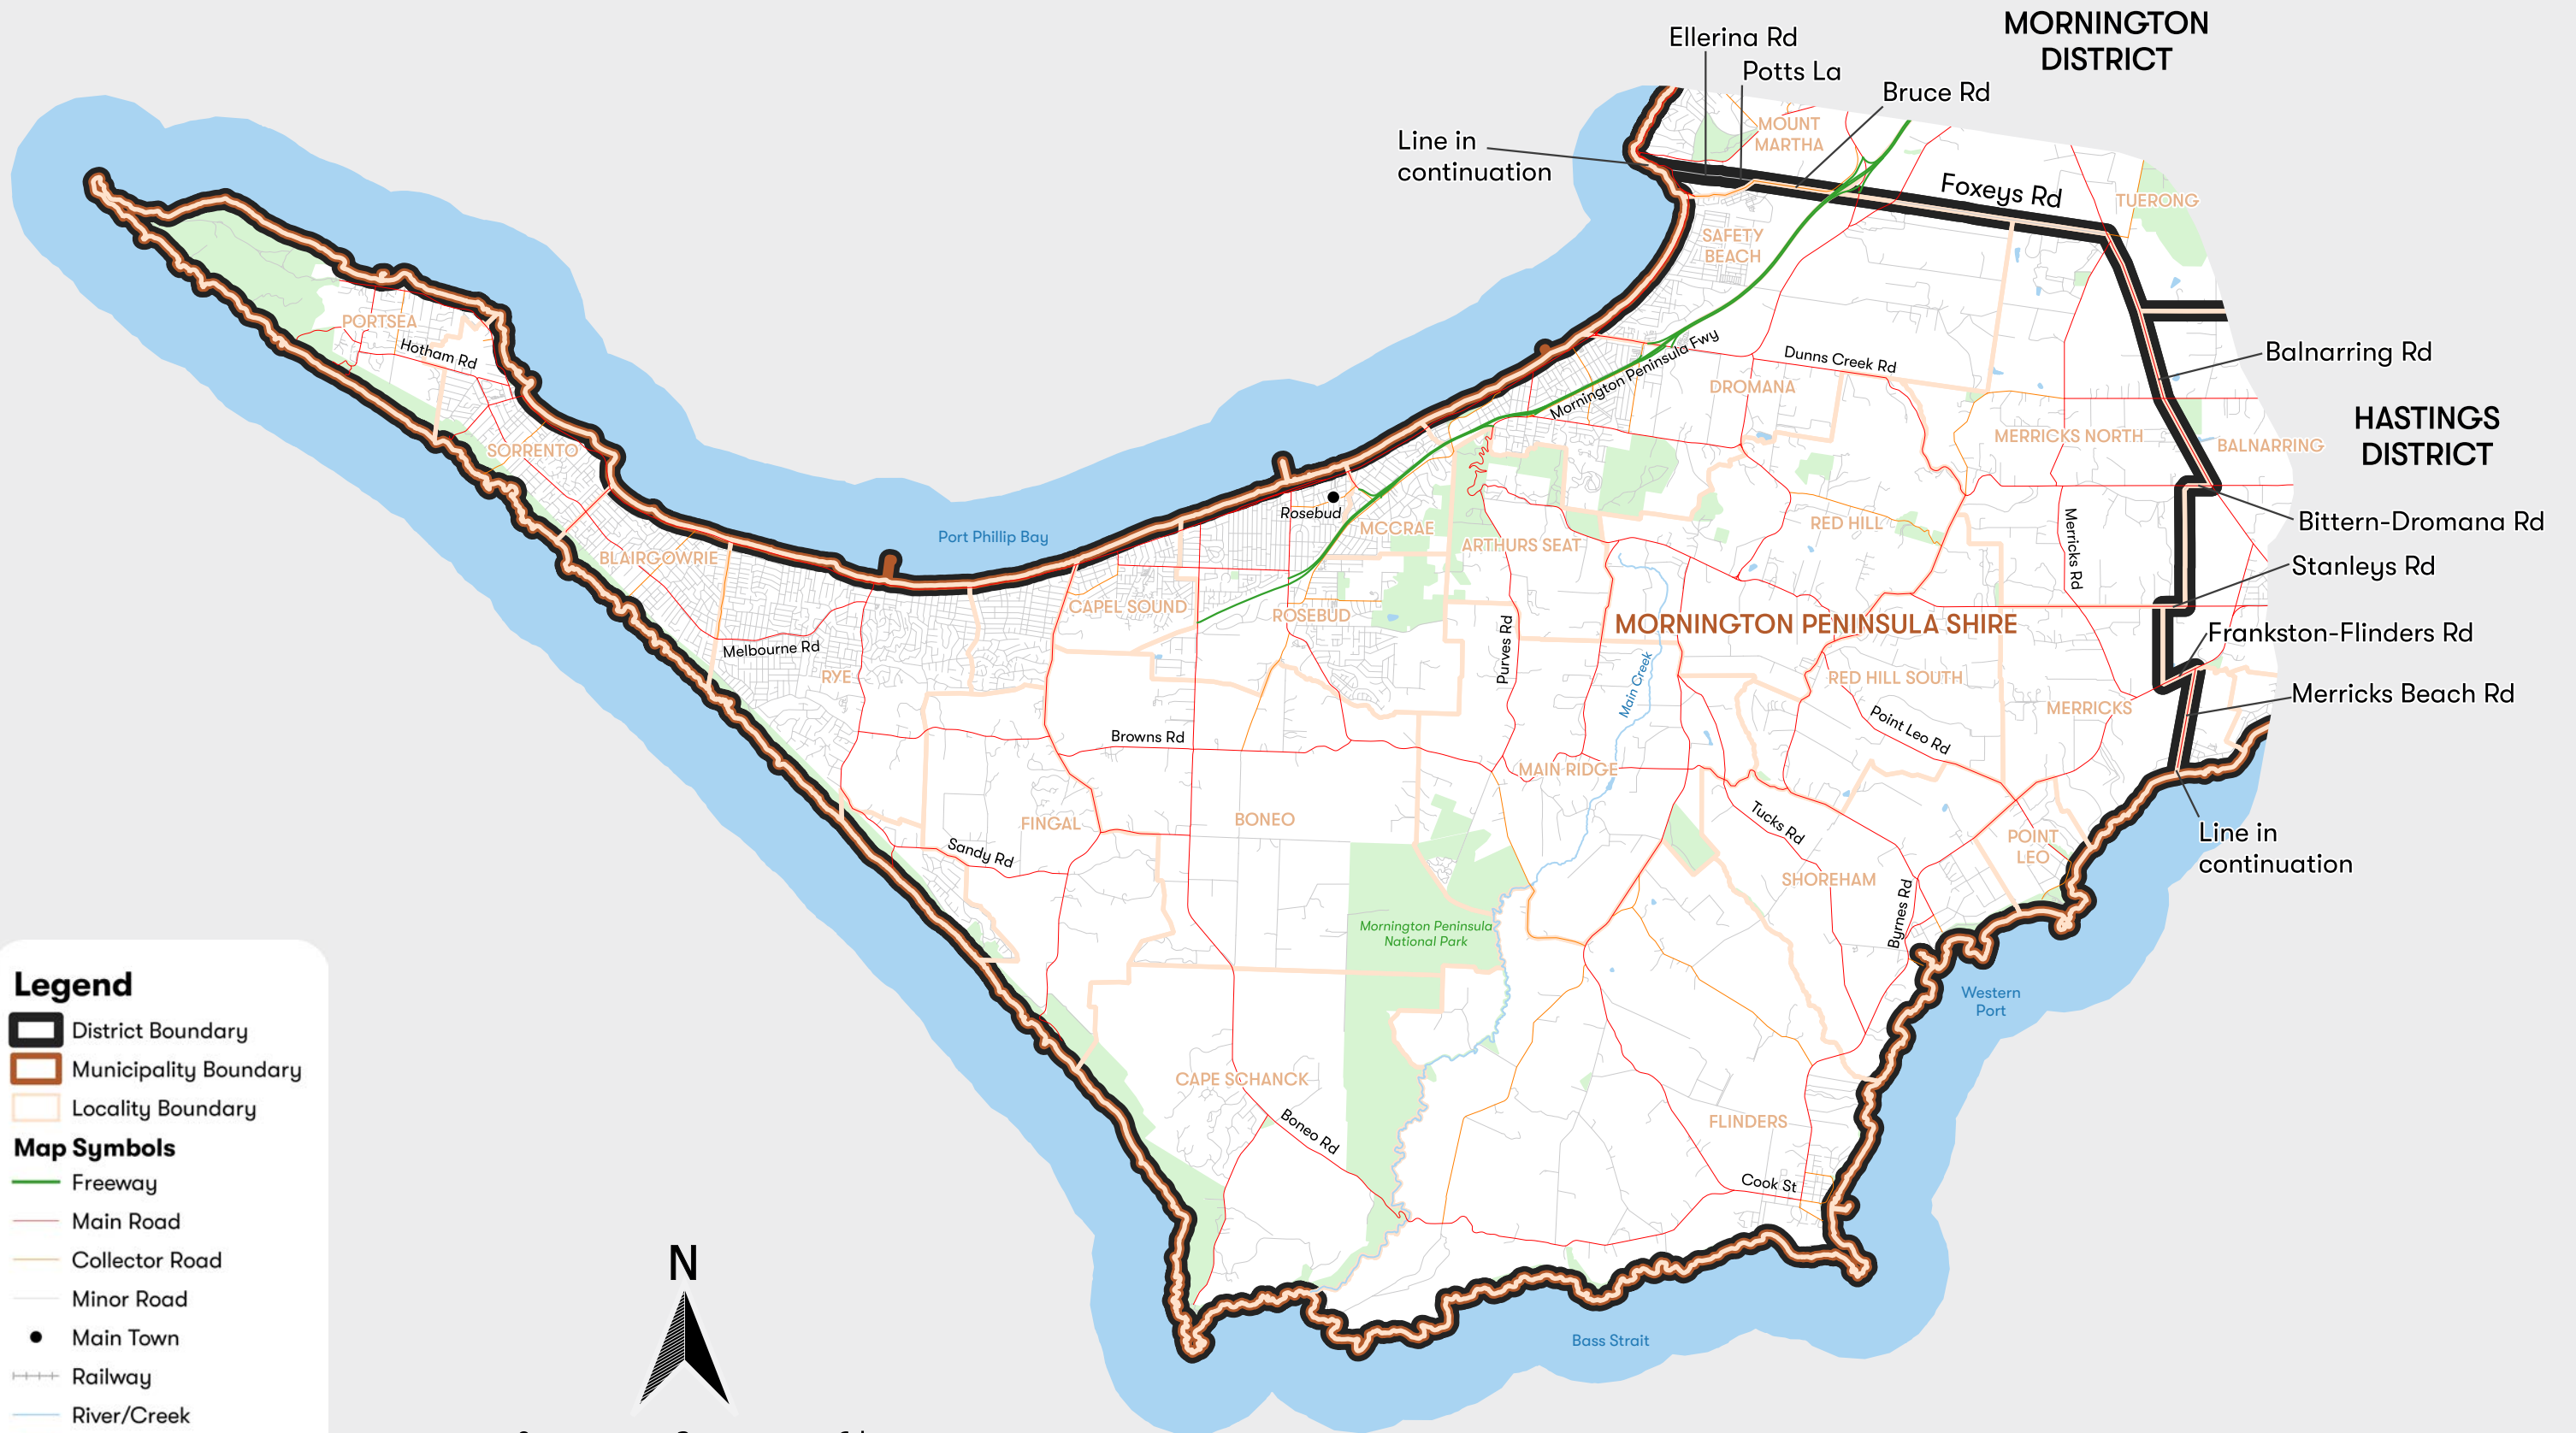 MORNINGTON
DISTRICT
Ellerina Rd
Potts La
Bruce Rd
Line in
continuation
MOUNT
MARTHA
Foxeys Rd
TUERONG
SAFETY
BEACH
PORTSEA
Hotham Rd
Mornington Peninsula Fwy
Dunns Creek Rd
DROMANA
Balnarring Rd
HASTINGS
DISTRICT
SORRENTO
MERRICKS NORTH
BALNARRING
Rosebud
MCCRAE
Port Phillip Bay
ARTHURS SEAT
RED HILL
Merricks Rd
Bittern-Dromana Rd
Stanleys Rd
BLAIRGOWRIE
CAPEL SOUND
ROSEBUD
MORNINGTON PENINSULA SHIRE
Frankston-Flinders Rd
Melbourne Rd
RYE
Purves Rd
Main Creek
RED HILL SOUTH
Merricks Beach Rd
MERRICKS
Point Leo Rd
Browns Rd
MAIN RIDGE
FINGAL
BONEO
Tucks Rd
POINT
LEO
Line in
continuation
Sandy Rd
SHOREHAM
Byrnes Rd
Mornington Peninsula
National Park
Western
Port
CAPE SCHANCK
Boneo Rd
FLINDERS
Cook St
Bass Strait
N
Legend
District Boundary
Municipality Boundary
Locality Boundary
Map Symbols
Freeway
Main Road
Collector Road
Minor Road
Main Town
Railway
River/Creek